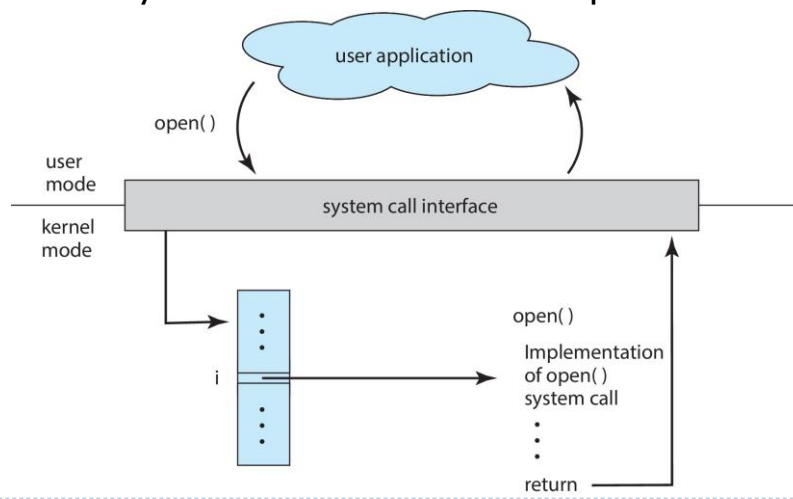 user application
open( )
user
mode
system call interface
kernel
mode
open( )
Implementation
i
of open( )
system call
return